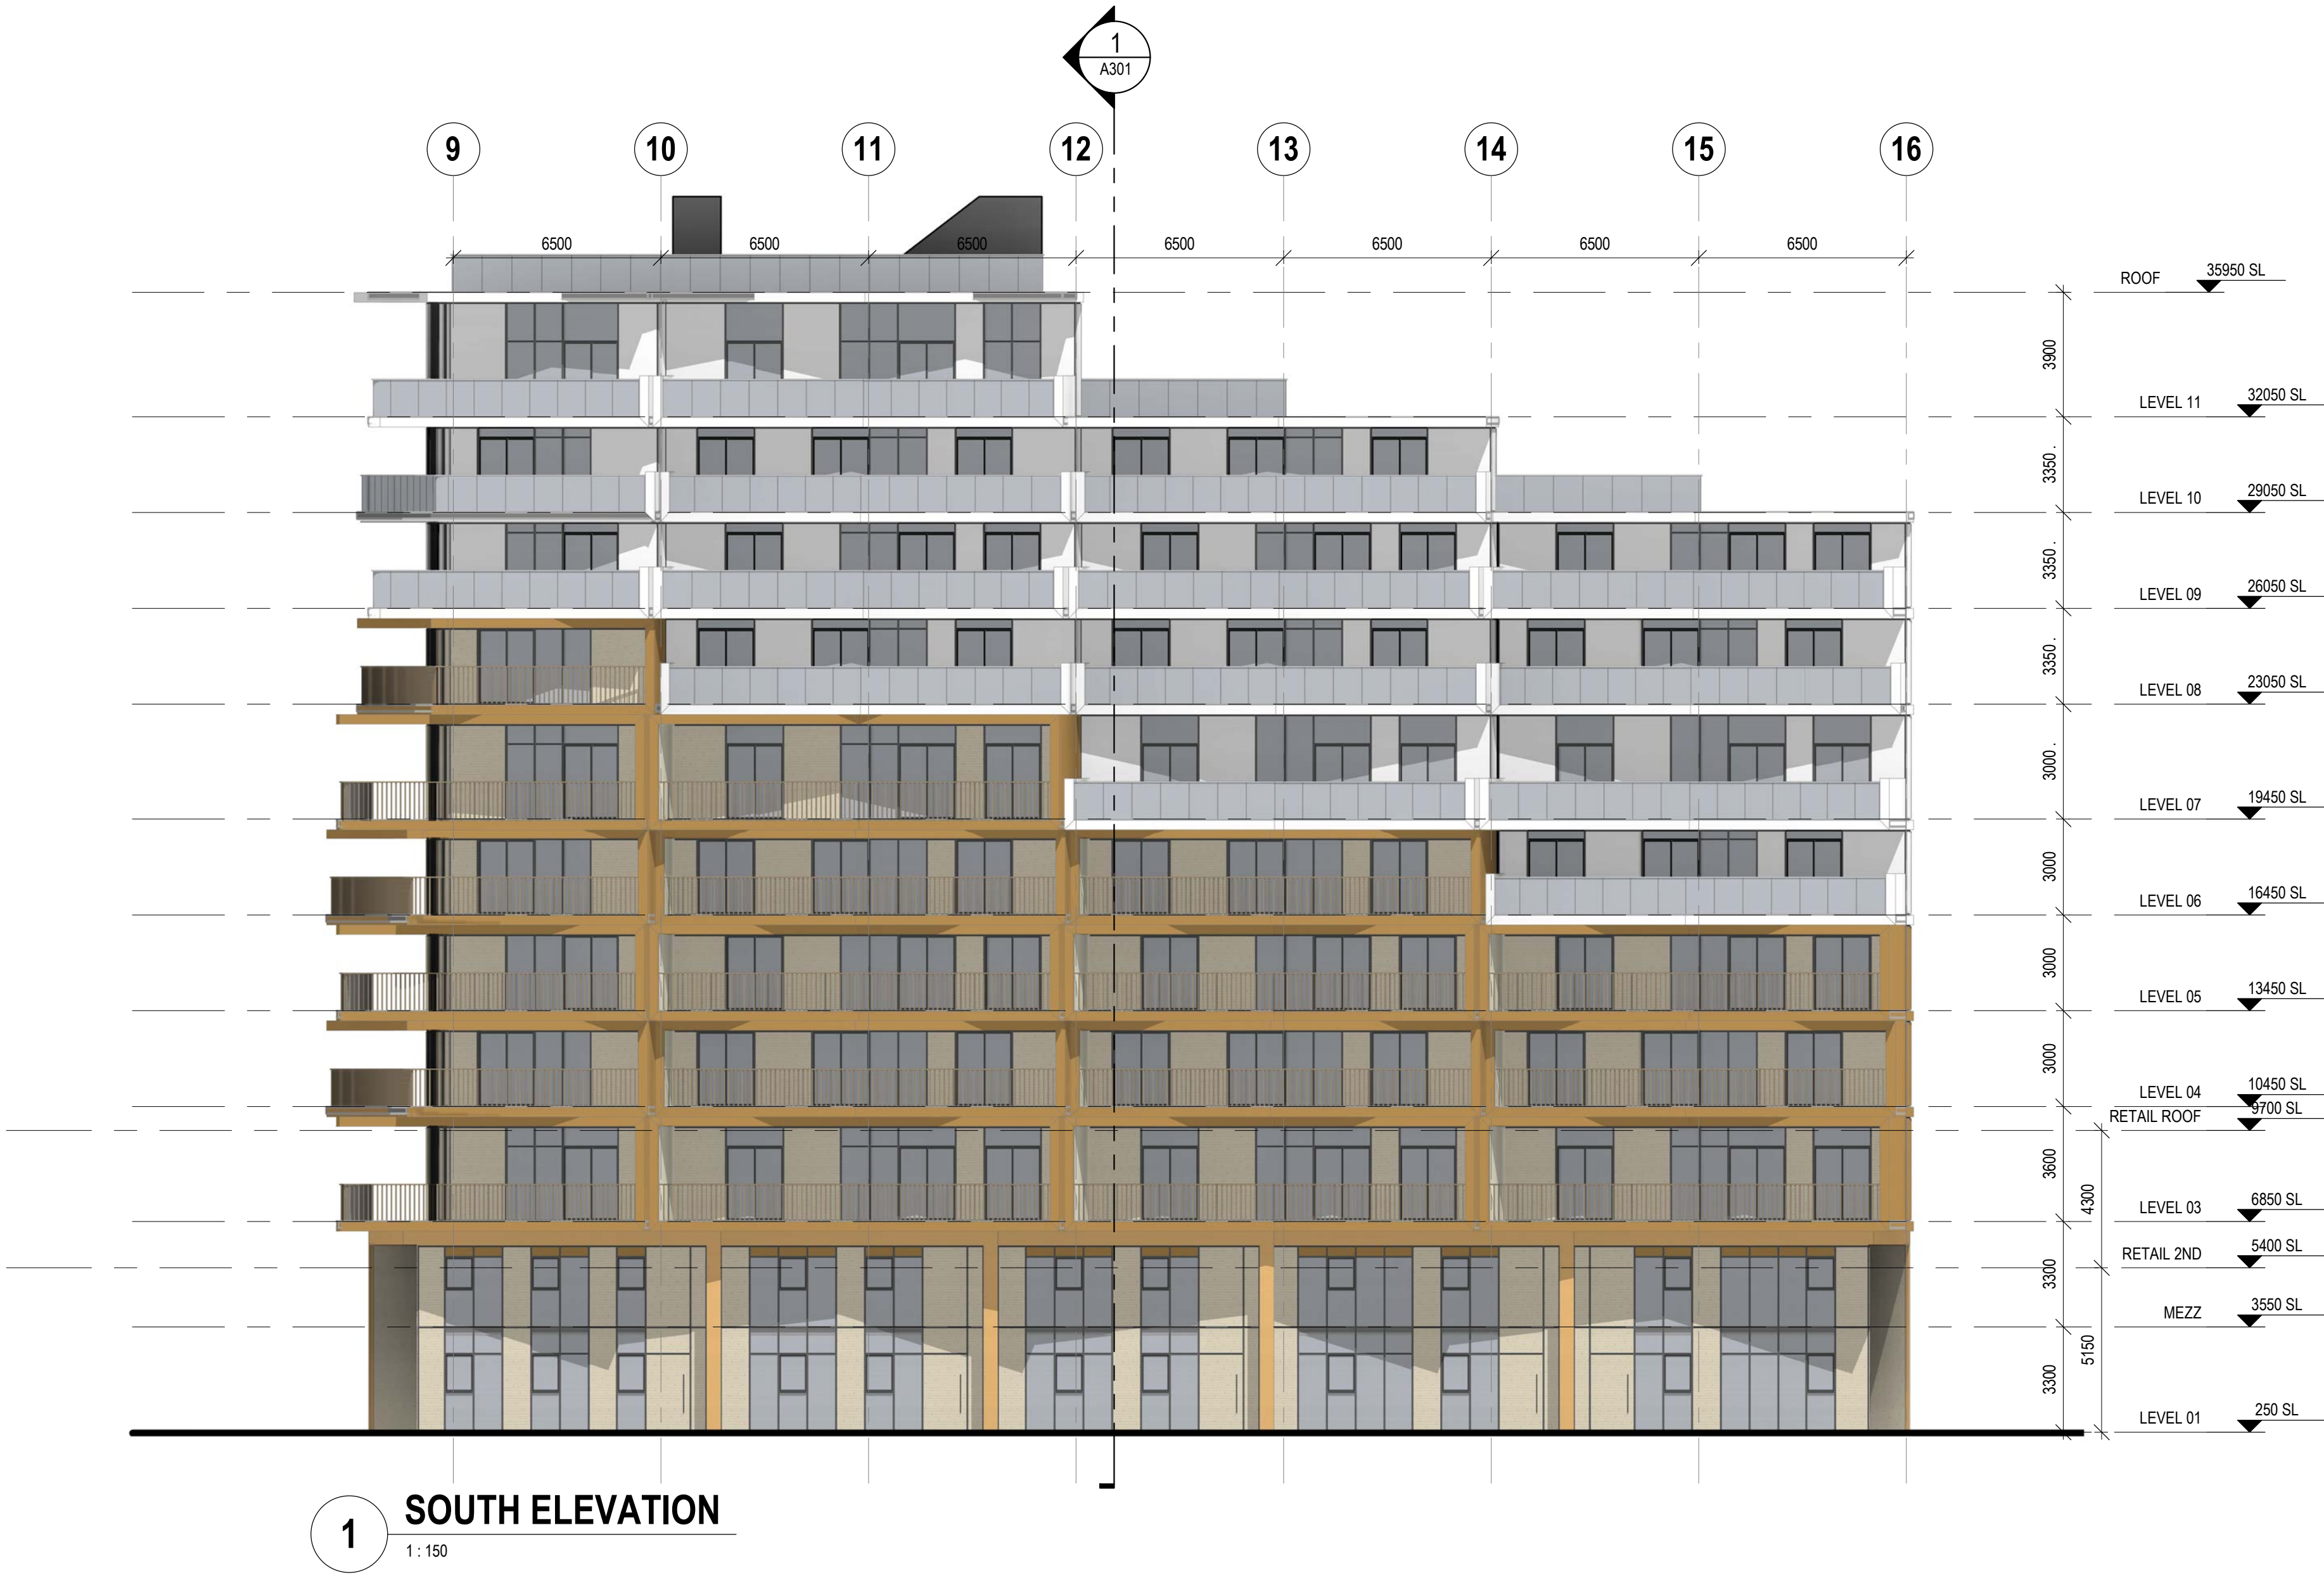 1
A301
9 10 11 12 13 14 15 16
6500 6500 6500 6500 6500 6500 6500
ROOF 35950 SL
3900
LEVEL 11 32050 SL
3350 .
LEVEL 10 29050 SL
3350 .
LEVEL 09 26050 SL
3350 .
LEVEL 08 23050 SL
3000 .
LEVEL 07 19450 SL
3000
LEVEL 06 16450 SL
3000
LEVEL 05 13450 SL
3000
LEVEL 04 10450 SL
RETAIL ROOF 9700 SL
3600
4300
LEVEL 03 6850 SL
RETAIL 2ND 5400 SL
3300
MEZZ 3550 SL
5150
3300
LEVEL 01 250 SL
1 SOUTH ELEVATION
1 : 150